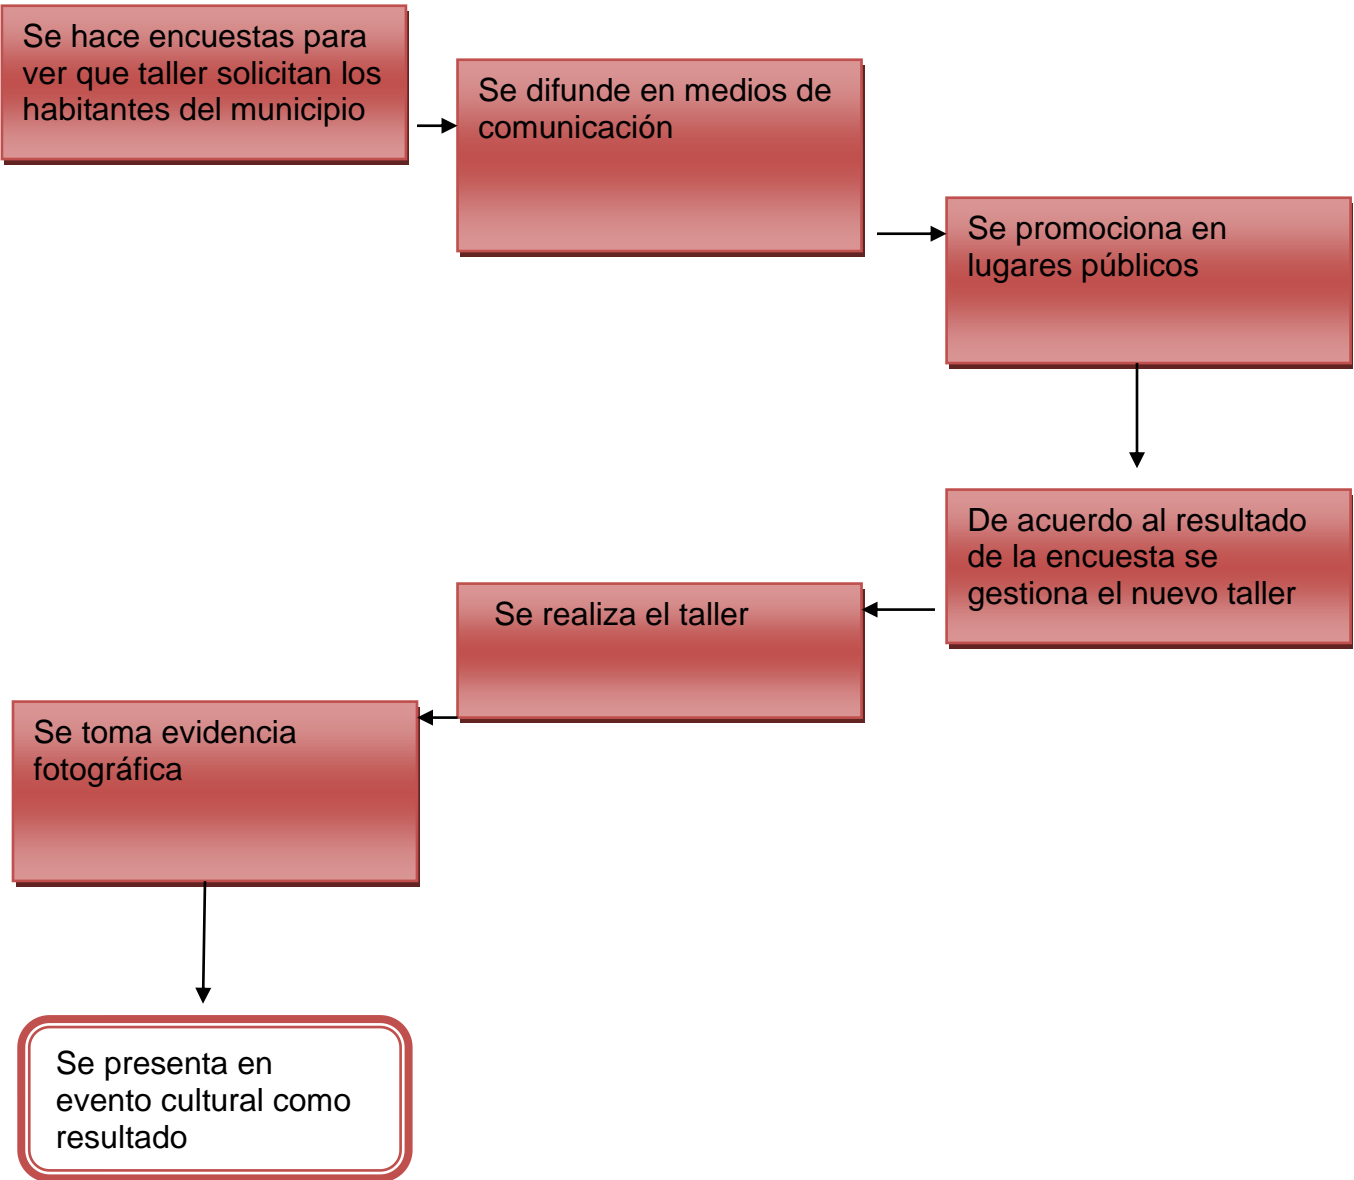 Se hace encuestas para
ver que taller solicitan los
habitantes del municipio
Se difunde en medios de
comunicación
Se promociona en
lugares públicos
De acuerdo al resultado
de la encuesta se
gestiona el nuevo taller
Se realiza el taller
Se toma evidencia
fotográfica
Se presenta en
evento cultural como
resultado